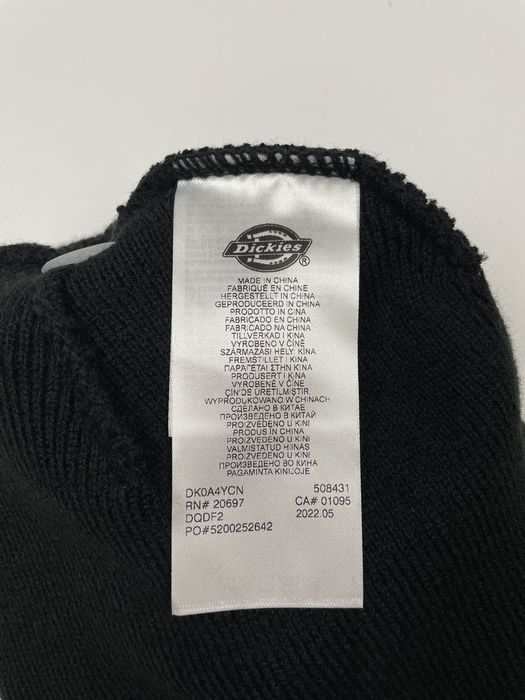 Dickies
®
MADE IN CHINA
FABRIQUÉ EN CHINE
HERGESTELLT IN CHINA
GEPRODUCEERD IN CHINA
PRODOTTO IN CINA
FABRICADO EN CHINA
FABRICADO NA CHINA
TILLVERKAD I KINA
VYROBENO V ČÍNĚ
SZÁRMAZÁSI HELY: KÍNA
FREMSTILLET I KINA
ΠΑΡΑΓΕΤΑΙ ΣΤΗΝ ΚΙΝΑ
PRODUSERT I KINA
VYROBENÉ V ČÍNE
ÇİN'DE ÜRETİLMİŞTİR
WYPRODUKOWANO W CHINACH
СДЕЛАНО В КИТАЕ
ПРОИЗВЕДЕНО В КИТАЙ
PROIZVEDENO U KINI
PRODUS ÎN CHINA
PROIZVEDENO U KINI
VALMISTATUD HIINAS
PROIZVEDENO U KINI
ПРОИЗВЕДЕНО ВО КИНА
PAGAMINTA KINIJOJE
DK0A4YCN 508431
RN# 20697 CA# 01095
DQDF2 2022.05
PO#5200252642